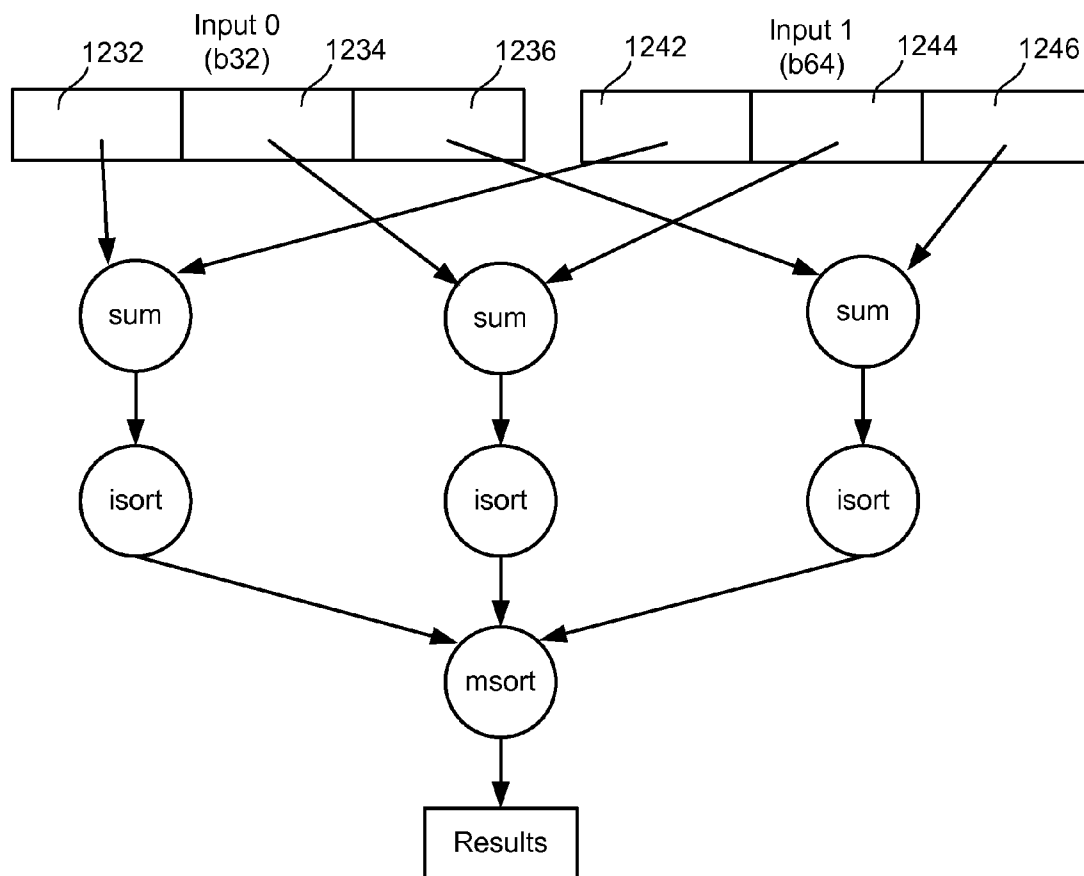 Input 0
(b32)
Input 1
(b64)
1232
1234
1236
1242
1244
1246
sum
sum
sum
isort
isort
isort
msort
Results